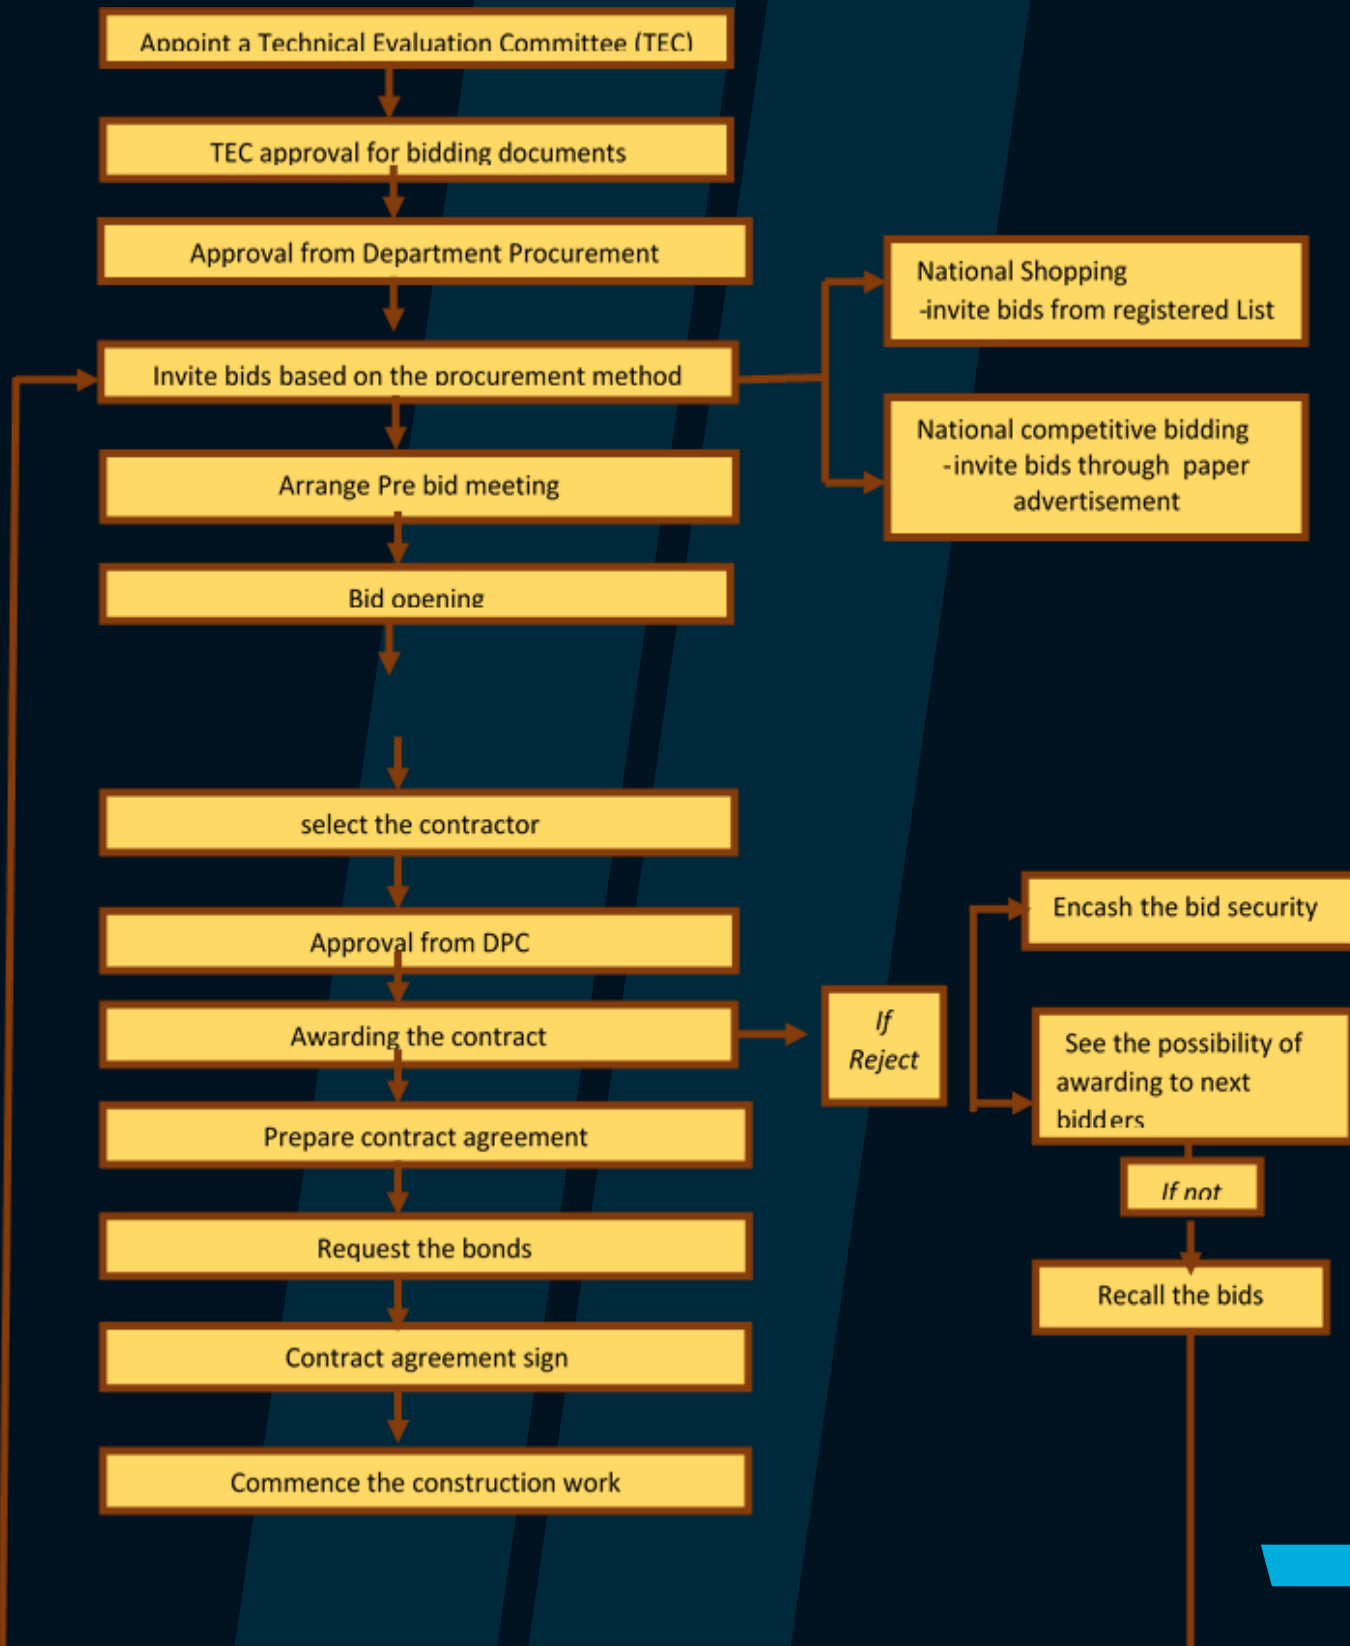 Appoint a Technical Evaluation Committee (TEC)
TEC approval for bidding documents
Approval from Department Procurement
Invite bids based on the procurement method
National Shopping
-invite bids from registered List
National competitive bidding
-invite bids through paper
advertisement
Arrange Pre bid meeting
Bid opening
select the contractor
Approval from DPC
Awarding the contract
If
Reject
Encash the bid security
See the possibility of
awarding to next
bidders
If not
Recall the bids
Prepare contract agreement
Request the bonds
Contract agreement sign
Commence the construction work